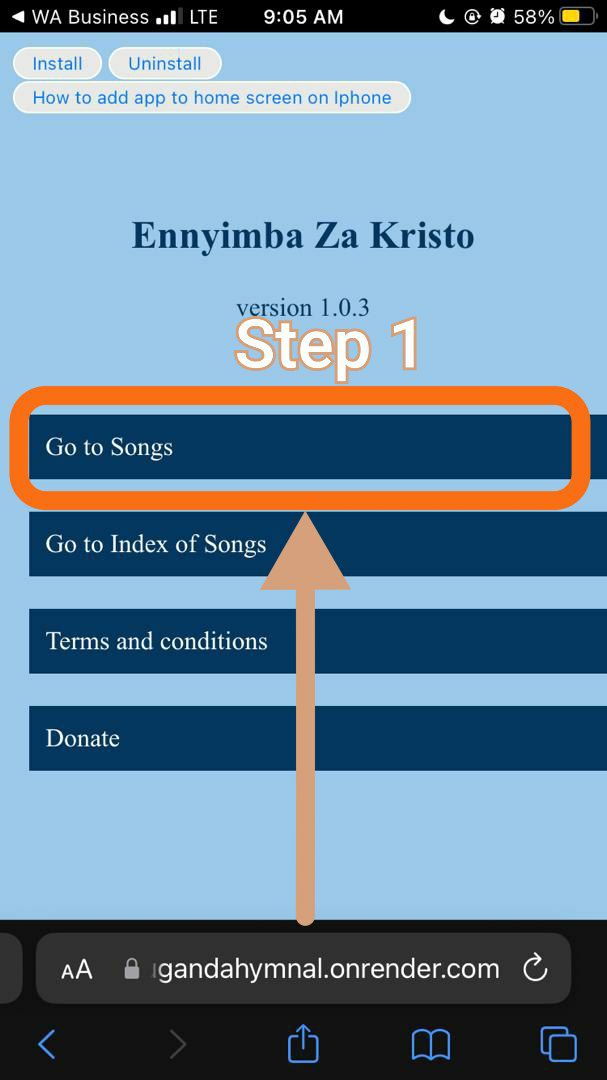 WA Business LTE 9:05 AM 58%
Install Uninstall
How to add app to home screen on Iphone
Ennyimba Za Kristo
version 1.0.3
Step 1
Go to Songs
Go to Index of Songs
Terms and conditions
Donate
AA gandahymnal.onrender.com